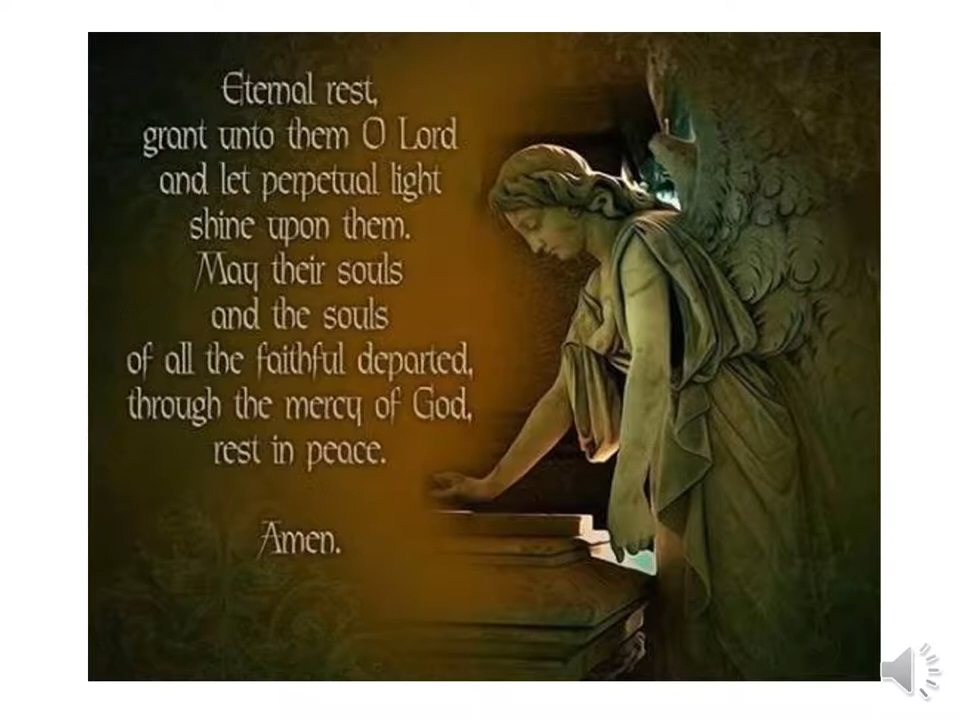 Eternal rest,
grant unto them O Lord
and let perpetual light
shine upon them.
May their souls
and the souls
of all the faithful departed,
through the mercy of God,
rest in peace.
Amen.